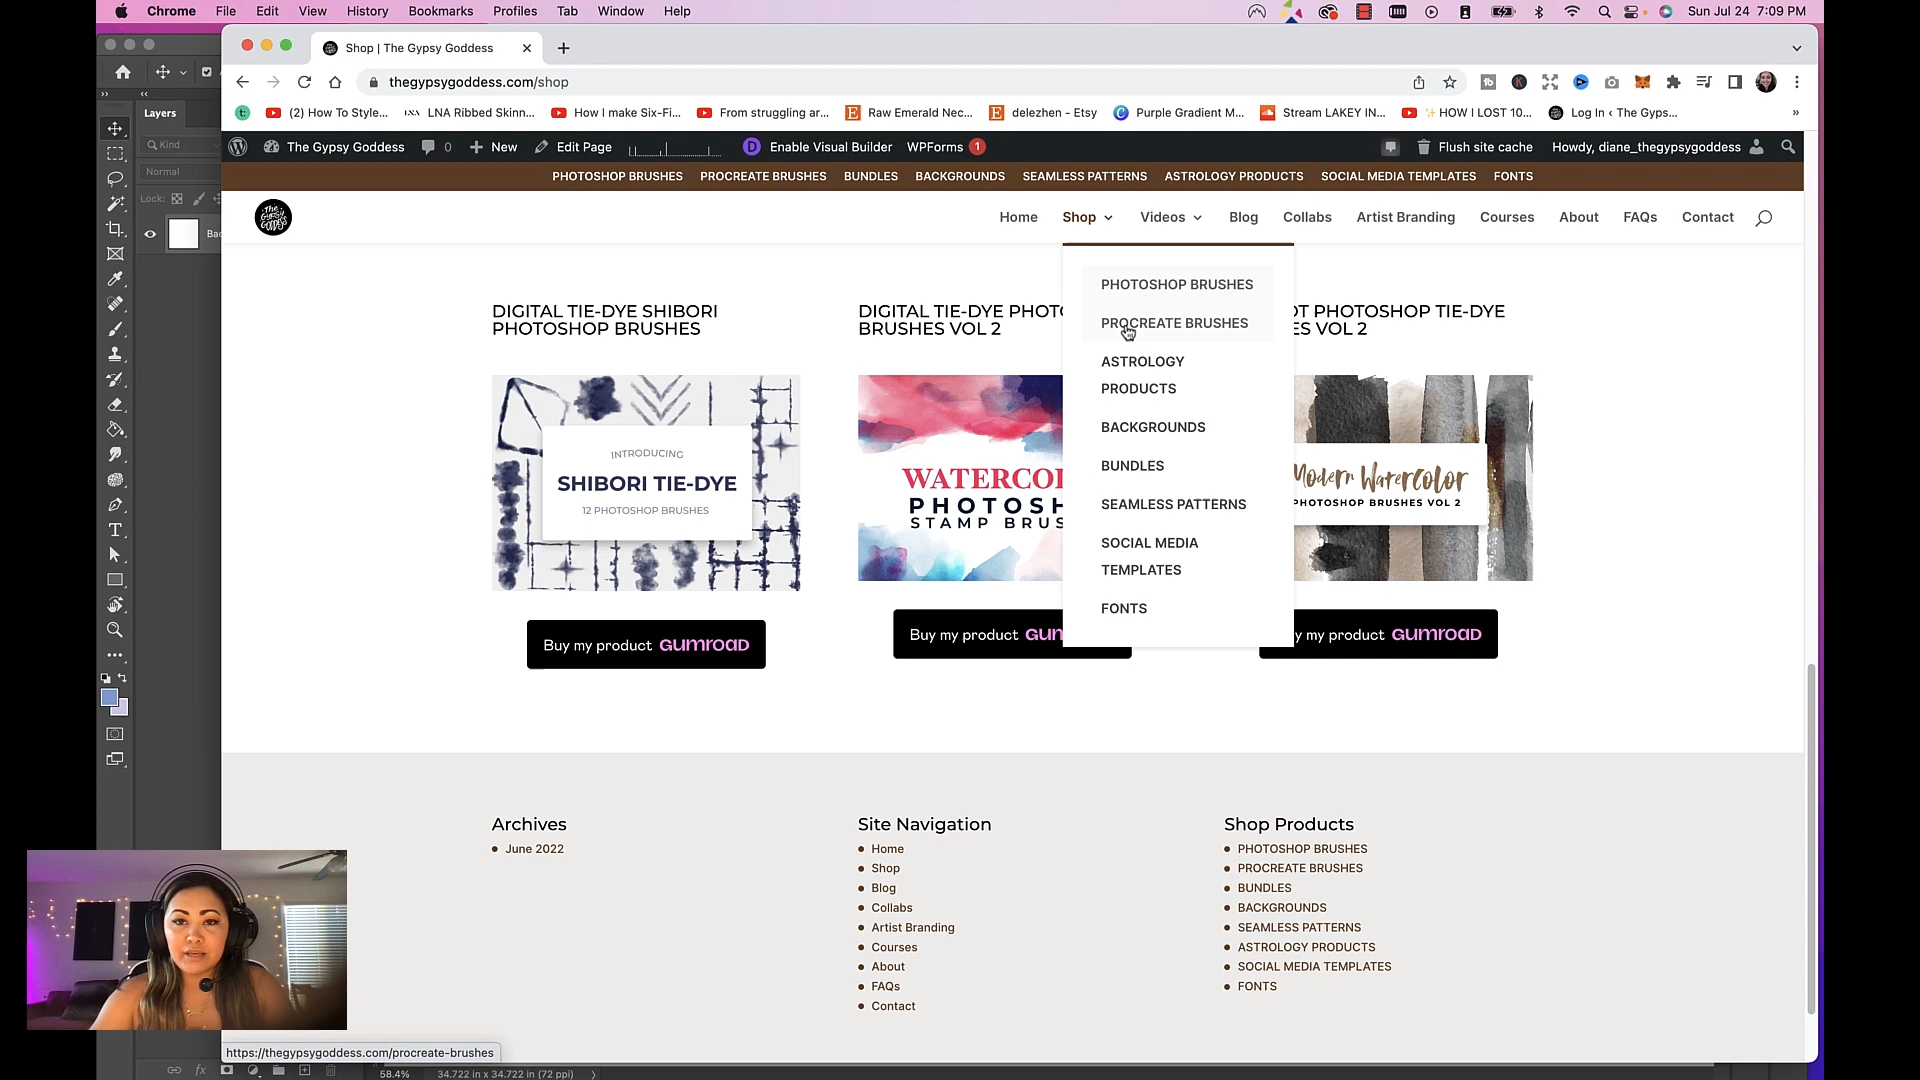 Chrome File Edit View History Bookmarks Profiles Tab Window Help
Sun Jul 24 7:09 PM
Shop | The Gypsy Goddess
thegypsygoddess.com/shop
Layers
(2) How To Style...
LNA LNA Ribbed Skinn...
How I make Six-Fi...
From struggling ar...
Raw Emerald Nec...
delezhen - Etsy
Purple Gradient M...
Stream LAKEY IN...
HOW I LOST 10...
Log In ‹ The Gyps...
Kind
The Gypsy Goddess 0 New Edit Page Enable Visual Builder WPForms 1 Flush site cache Howdy, diane_thegypsygoddess
Normal
PHOTOSHOP BRUSHES PROCREATE BRUSHES BUNDLES BACKGROUNDS SEAMLESS PATTERNS ASTROLOGY PRODUCTS SOCIAL MEDIA TEMPLATES FONTS
Lock:
THE GYPSY GODDESS
Home Shop Videos Blog Collabs Artist Branding Courses About FAQs Contact
Bac
PHOTOSHOP BRUSHES
PROCREATE BRUSHES
ASTROLOGY
PRODUCTS
BACKGROUNDS
BUNDLES
SEAMLESS PATTERNS
SOCIAL MEDIA
TEMPLATES
FONTS
DIGITAL TIE-DYE SHIBORI
PHOTOSHOP BRUSHES
INTRODUCING
SHIBORI TIE-DYE
12 PHOTOSHOP BRUSHES
Buy my product GUMROAD
DIGITAL TIE-DYE PHOTO
BRUSHES VOL 2
WATERCOL
PHOTOSH
STAMP BRUS
Buy my product GUM
OT PHOTOSHOP TIE-DYE
ES VOL 2
Modern Watercolor
PHOTOSHOP BRUSHES VOL 2
y my product GUMROAD
Archives
June 2022
Site Navigation
Home
Shop
Blog
Collabs
Artist Branding
Courses
About
FAQs
Contact
Shop Products
PHOTOSHOP BRUSHES
PROCREATE BRUSHES
BUNDLES
BACKGROUNDS
SEAMLESS PATTERNS
ASTROLOGY PRODUCTS
SOCIAL MEDIA TEMPLATES
FONTS
https://thegypsygoddess.com/procreate-brushes
58.4% 34.722 in x 34.722 in (72 ppi)